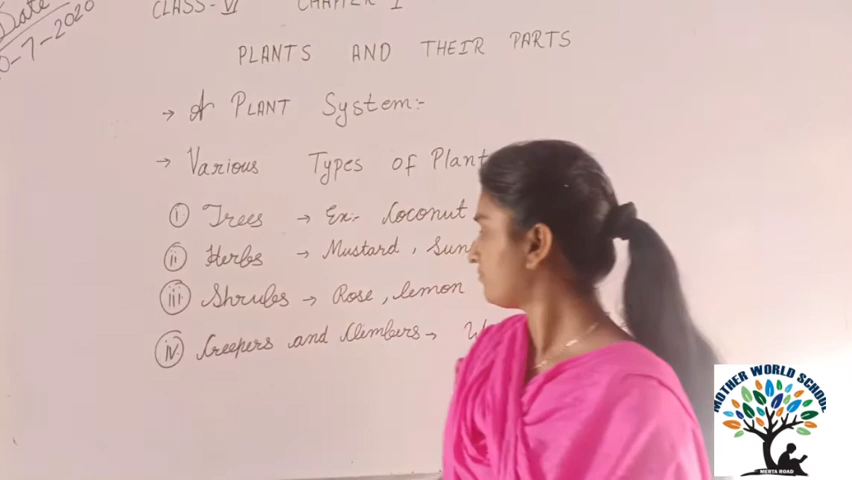 Date
0-7-2020
CLASS-VI CHAPTER I
PLANTS AND THEIR PARTS
→ A PLANT System:-
→ Various Types of Plant
(i) Trees → Ex:- Coconut
(ii) Herbs → Mustard, Sun
(iii) Shrubs → Rose, lemon
(iv) Creepers and Climbers →
MOTHER WORLD SCHOOL
MERTA ROAD